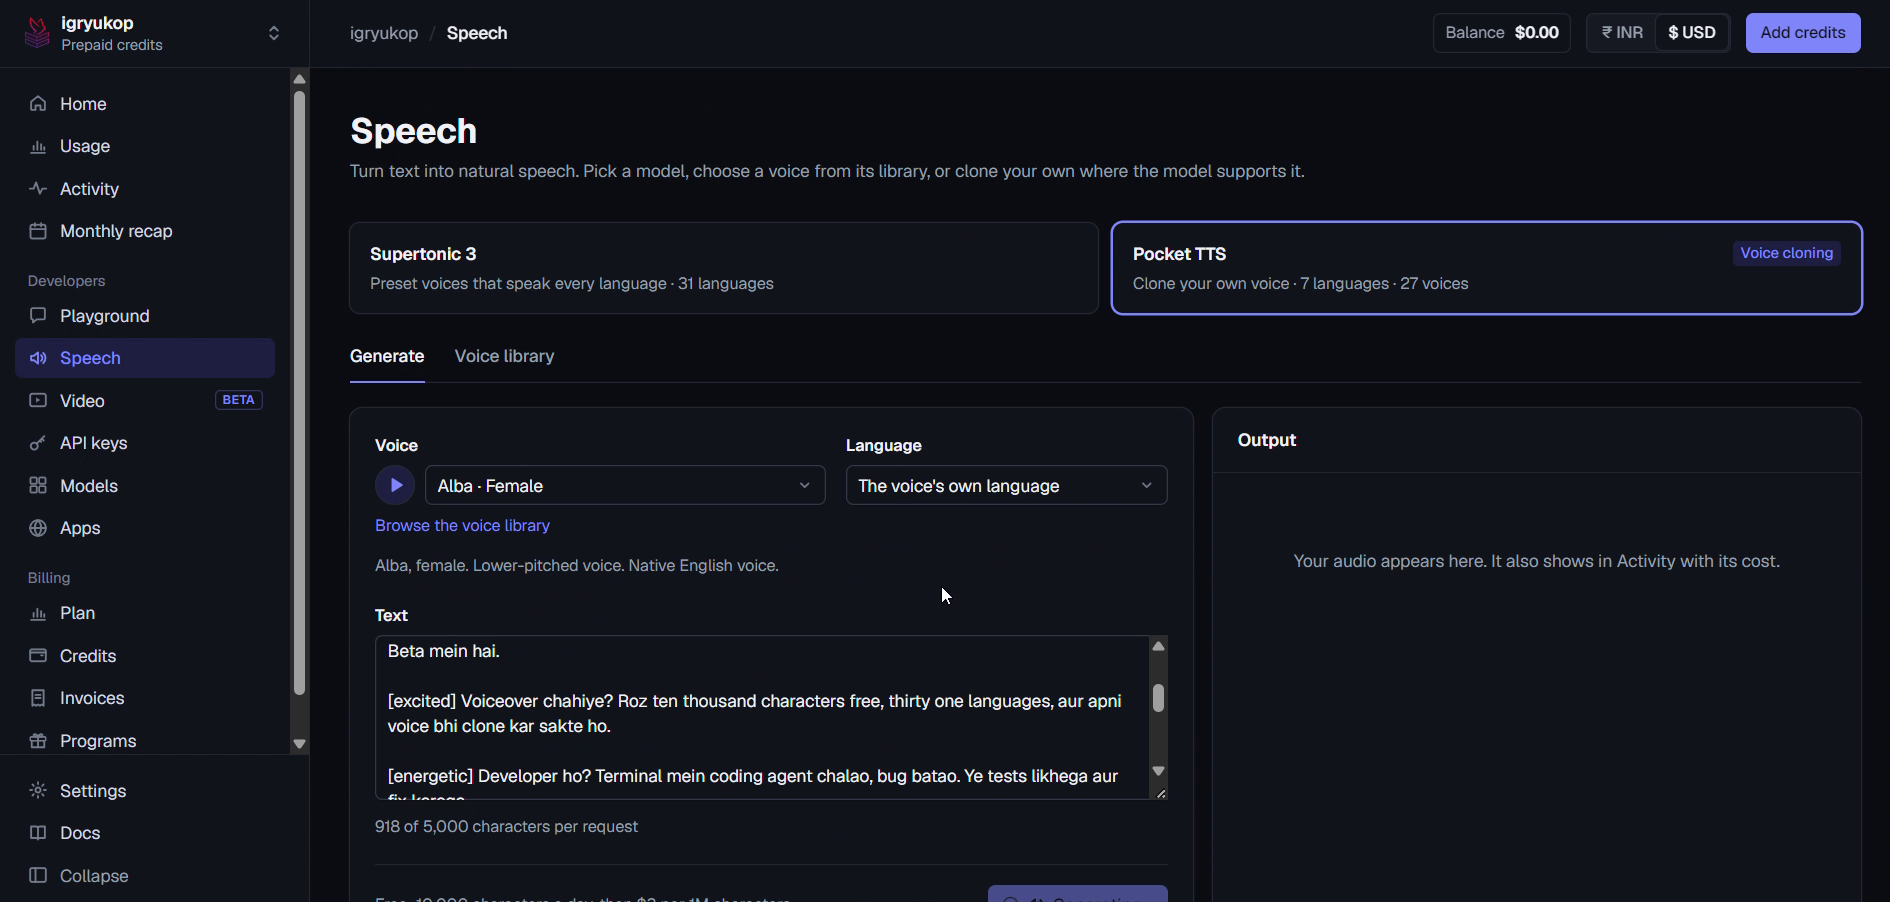 igryukop
Prepaid credits
Home
Usage
Activity
Monthly recap
Developers
Playground
Speech
Video BETA
API keys
Models
Apps
Billing
Plan
Credits
Invoices
Programs
Settings
Docs
Collapse
igryukop / Speech
Balance $0.00
₹ INR $ USD
Add credits
Speech
Turn text into natural speech. Pick a model, choose a voice from its library, or clone your own where the model supports it.
Supertonic 3
Preset voices that speak every language · 31 languages
Pocket TTS Voice cloning
Clone your own voice · 7 languages · 27 voices
Generate Voice library
Voice
Alba · Female
Browse the voice library
Language
The voice's own language
Alba, female. Lower-pitched voice. Native English voice.
Text
Beta mein hai.
[excited] Voiceover chahiye? Roz ten thousand characters free, thirty one languages, aur apni
voice bhi clone kar sakte ho.
[energetic] Developer ho? Terminal mein coding agent chalao, bug batao. Ye tests likhega aur
918 of 5,000 characters per request
Output
Your audio appears here. It also shows in Activity with its cost.